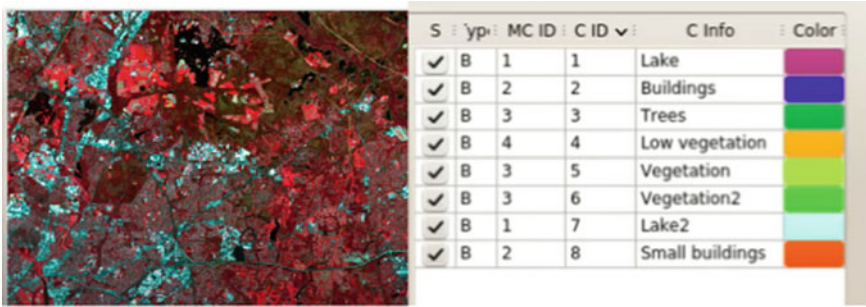 S ype MC ID C ID C Info Color
B 1 1 Lake
B 2 2 Buildings
B 3 3 Trees
B 4 4 Low vegetation
B 3 5 Vegetation
B 3 6 Vegetation2
B 1 7 Lake2
B 2 8 Small buildings